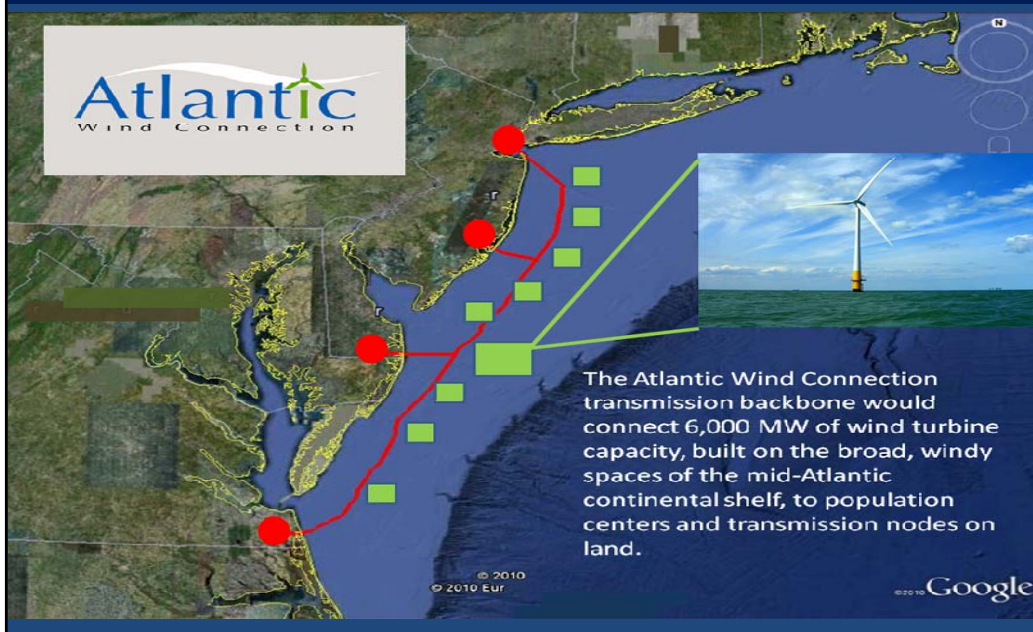 Atlantic
Wind Connection
N
r
r
The Atlantic Wind Connection
transmission backbone would
connect 6,000 MW of wind turbine
capacity, built on the broad, windy
spaces of the mid-Atlantic
continental shelf, to population
centers and transmission nodes on
land.
© 2010
© 2010 Eur
©2010 Google